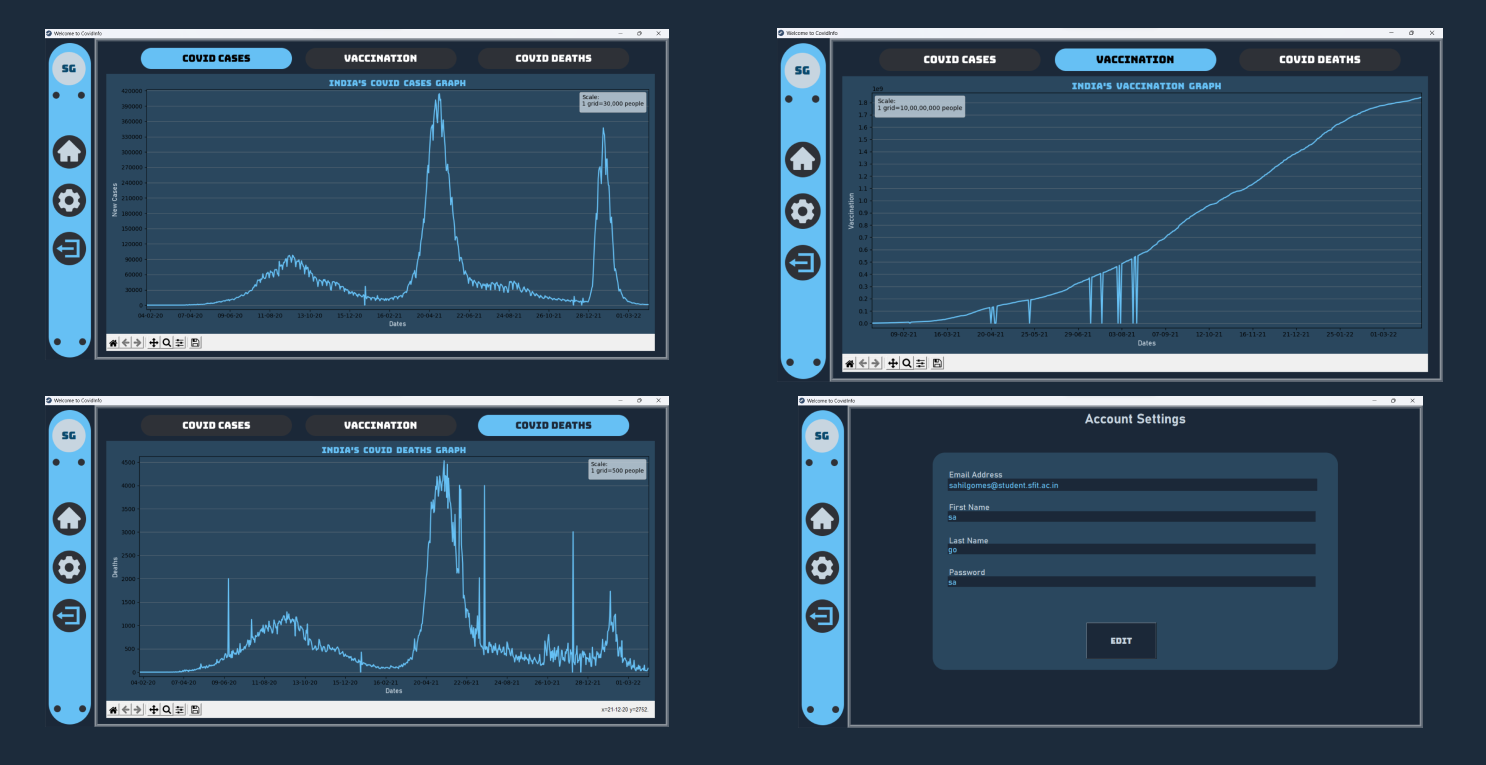 Welcome to CovidInfo
SG
COVID CASES
VACCINATION
COVID DEATHS
INDIA'S COVID CASES GRAPH
Scale:
1 grid=30,000 people
New Cases
420000
390000
360000
330000
300000
270000
240000
210000
180000
150000
120000
90000
60000
30000
0
04-02-20 07-04-20 09-06-20 11-08-20 13-10-20 15-12-20 16-02-21 20-04-21 22-06-21 24-08-21 26-10-21 28-12-21 01-03-22
Dates
Welcome to CovidInfo
SG
COVID CASES
VACCINATION
COVID DEATHS
INDIA'S VACCINATION GRAPH
1e9
Scale:
1 grid=10,00,00,000 people
Vaccination
1.8
1.7
1.6
1.5
1.4
1.3
1.2
1.1
1.0
0.9
0.8
0.7
0.6
0.5
0.4
0.3
0.2
0.1
0.0
09-02-21 16-03-21 20-04-21 25-05-21 29-06-21 03-08-21 07-09-21 12-10-21 16-11-21 21-12-21 25-01-22 01-03-22
Dates
Welcome to CovidInfo
SG
COVID CASES
VACCINATION
COVID DEATHS
INDIA'S COVID DEATHS GRAPH
Scale:
1 grid=500 people
Deaths
4500
4000
3500
3000
2500
2000
1500
1000
500
0
04-02-20 07-04-20 09-06-20 11-08-20 13-10-20 15-12-20 16-02-21 20-04-21 22-06-21 24-08-21 26-10-21 28-12-21 01-03-22
Dates
x=21-12-20 y=2752.
Welcome to CovidInfo
SG
Account Settings
Email Address
sahilgomes@student.sfit.ac.in
First Name
sa
Last Name
go
Password
sa
EDIT